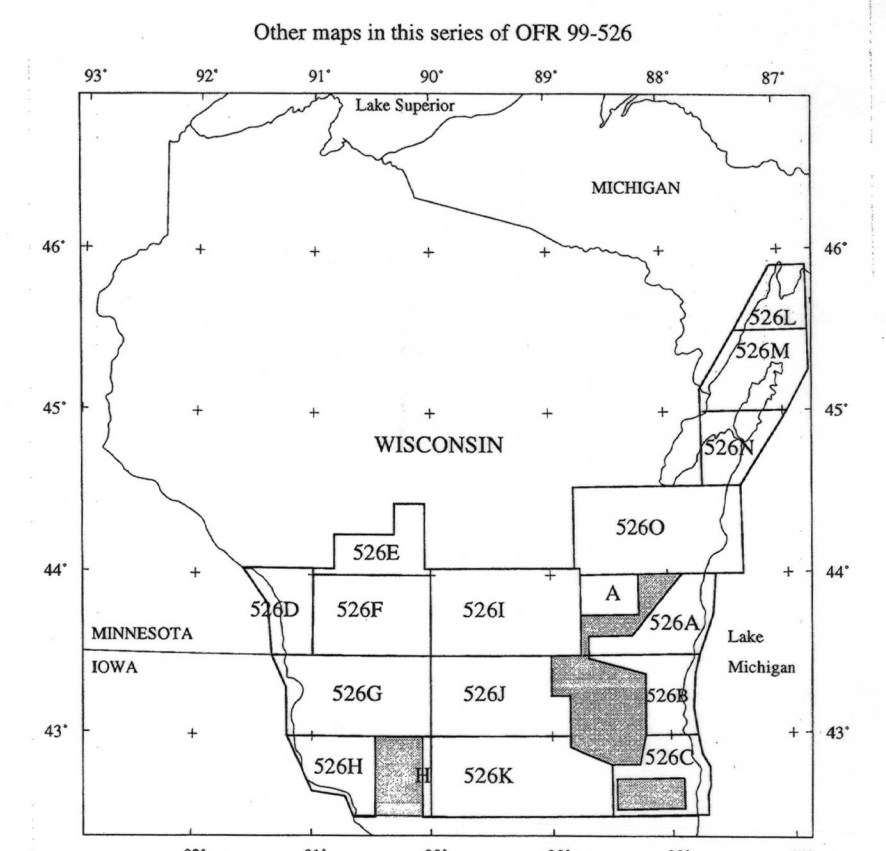 Other maps in this series of OFR 99-526
93° 92° 91° 90° 89° 88° 87°
Lake Superior
MICHIGAN
46° 46°
526L
526M
45° 45°
WISCONSIN
526N
526O
526E
44° 44°
A
526D 526F 526I
526A
MINNESOTA
Lake
IOWA
Michigan
526G 526J 526B
43° 43°
526C
526H H 526K